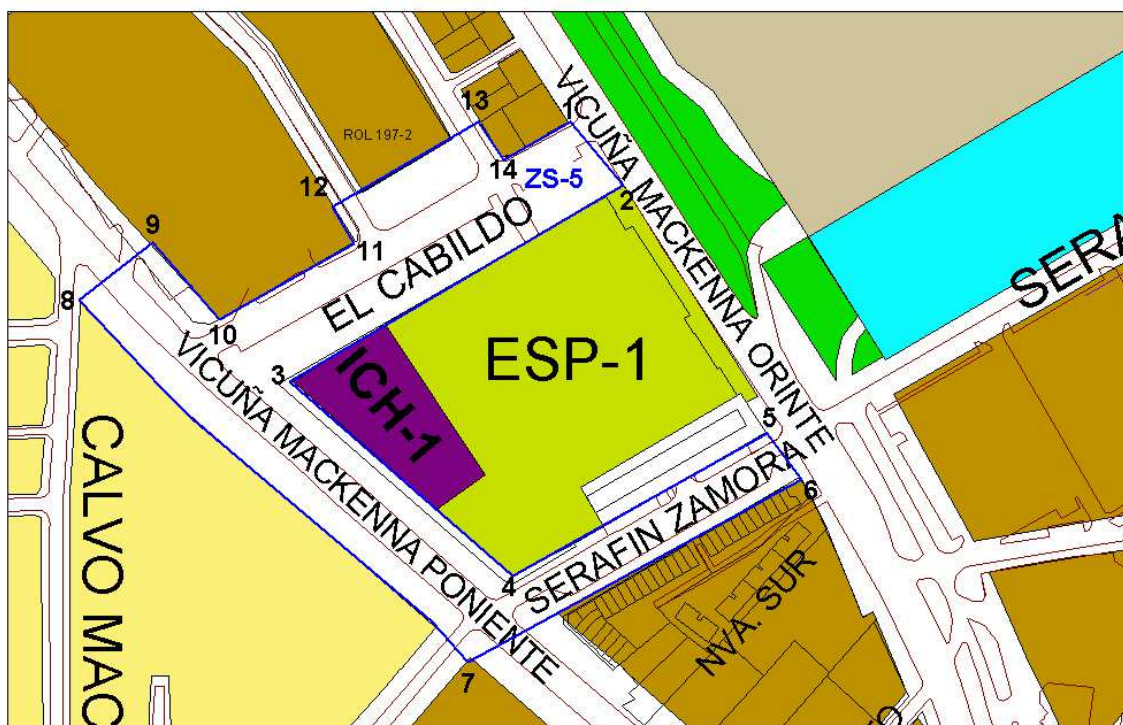 13
1
ROL 197-2
14
ZS-5
2
12
VICUÑA MACKENNA ORINTE
9
11
EL CABILDO
8
10
SERA
3
ICH-1
ESP-1
VICUÑA MACKENNA PONIENTE
5
CALVO MAC
SERAFIN ZAMORA
6
4
NVA. SUR
7